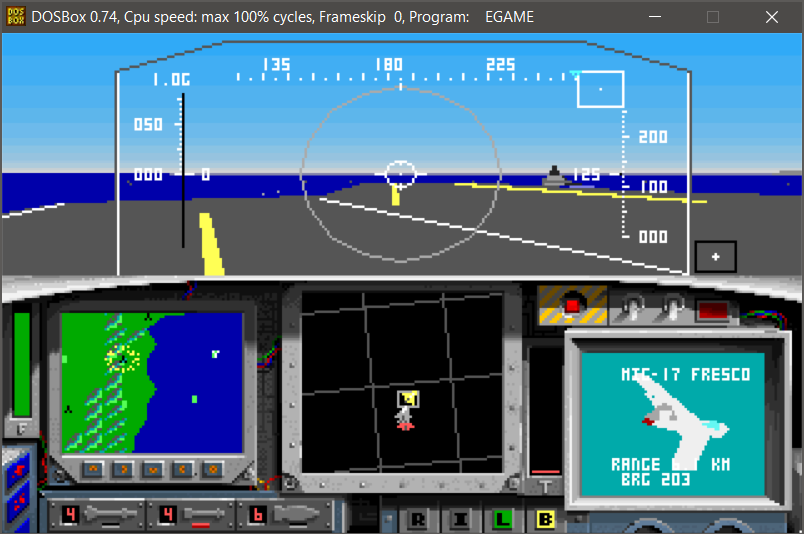 DOSBox 0.74, Cpu speed: max 100% cycles, Frameskip 0, Program: EGAME
135 180 225
1.0G
050
200
000 0
125
100
000
MIG-17 FRESCO
RANGE KM
BRG 203
F
T
4 4 6
R I L B